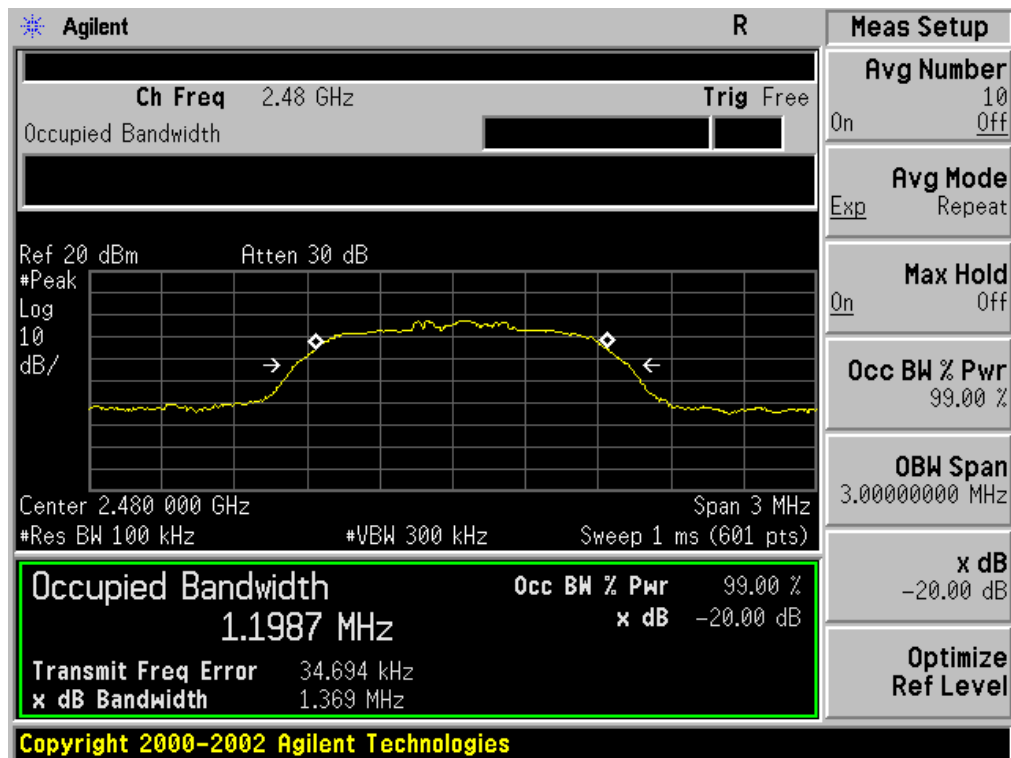 Agilent
R
Ch Freq 2.48 GHz Trig Free
Occupied Bandwidth
Ref 20 dBm Atten 30 dB
#Peak
Log
10
dB/
Center 2.480 000 GHz Span 3 MHz
#Res BW 100 kHz #VBW 300 kHz Sweep 1 ms (601 pts)
Occupied Bandwidth
1.1987 MHz
Occ BW % Pwr 99.00 %
x dB -20.00 dB
Transmit Freq Error 34.694 kHz
x dB Bandwidth 1.369 MHz
Copyright 2000-2002 Agilent Technologies
Meas Setup
Avg Number
10
On Off
Avg Mode
Exp Repeat
Max Hold
On Off
Occ BW % Pwr
99.00 %
OBW Span
3.00000000 MHz
x dB
-20.00 dB
Optimize
Ref Level